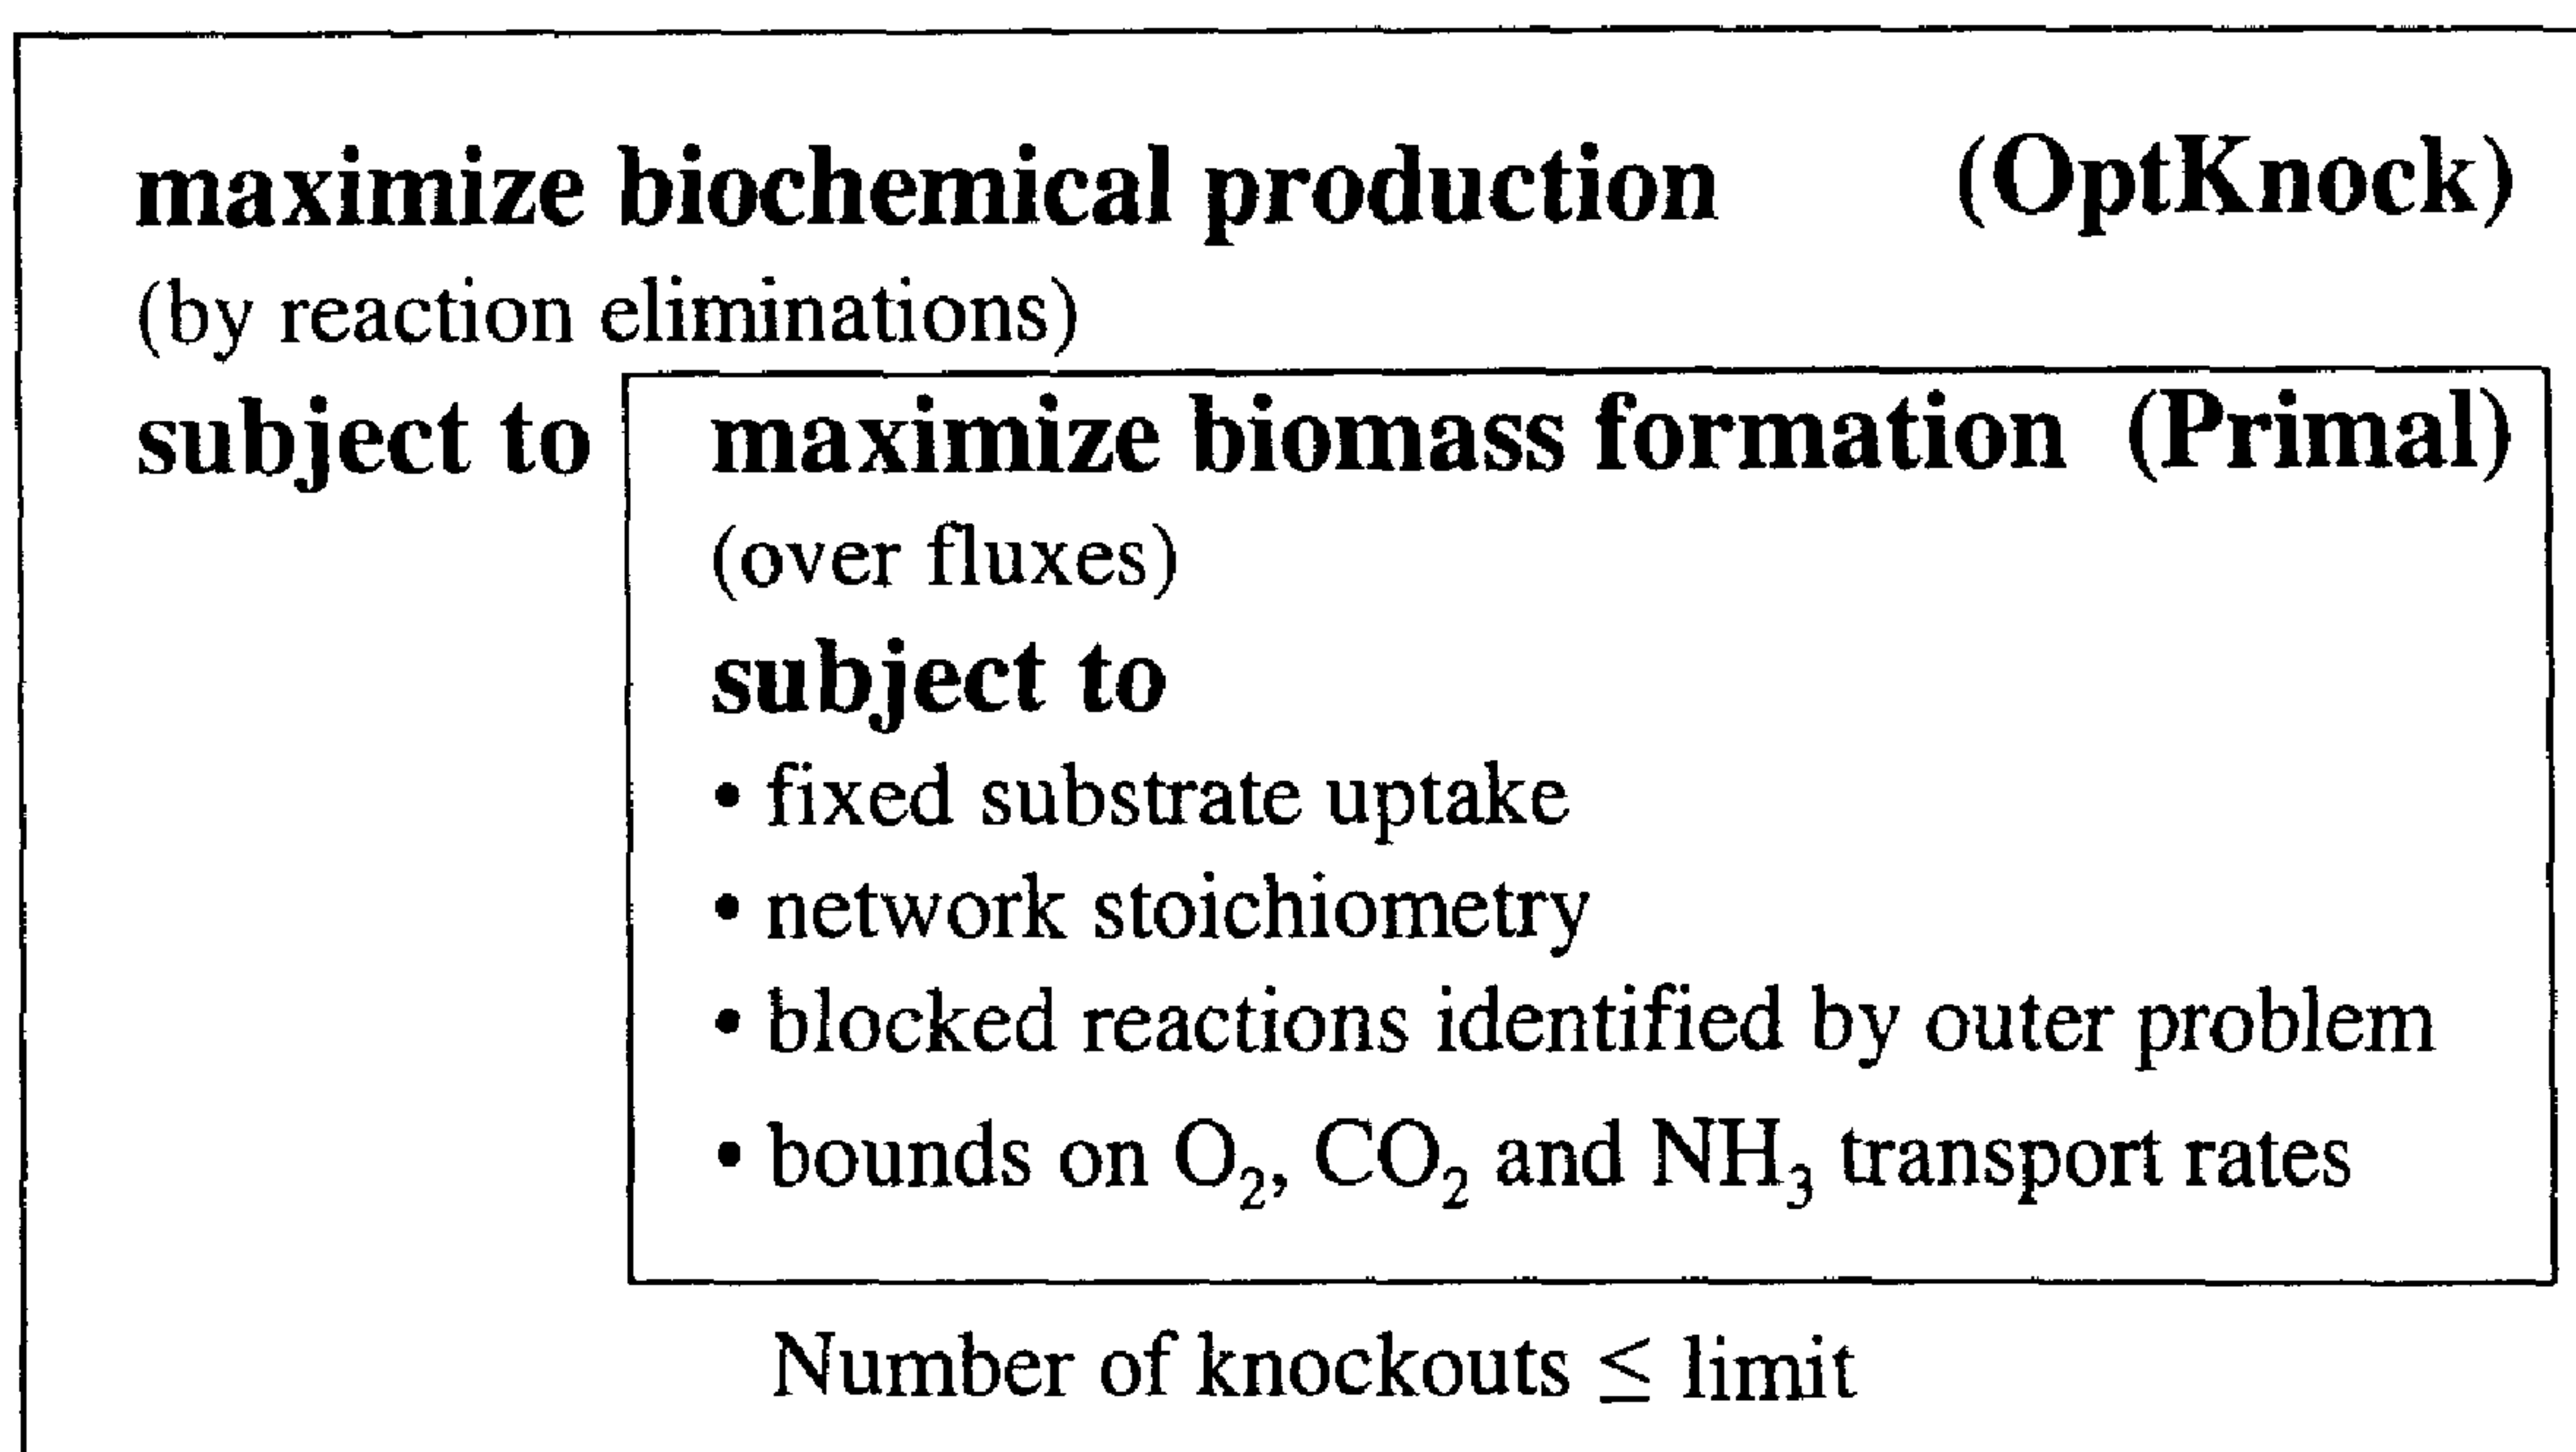 maximize biochemical production (OptKnock)
(by reaction eliminations)
subject to maximize biomass formation (Primal)
(over fluxes)
subject to
• fixed substrate uptake
• network stoichiometry
• blocked reactions identified by outer problem
• bounds on O₂, CO₂ and NH₃ transport rates
Number of knockouts ≤ limit